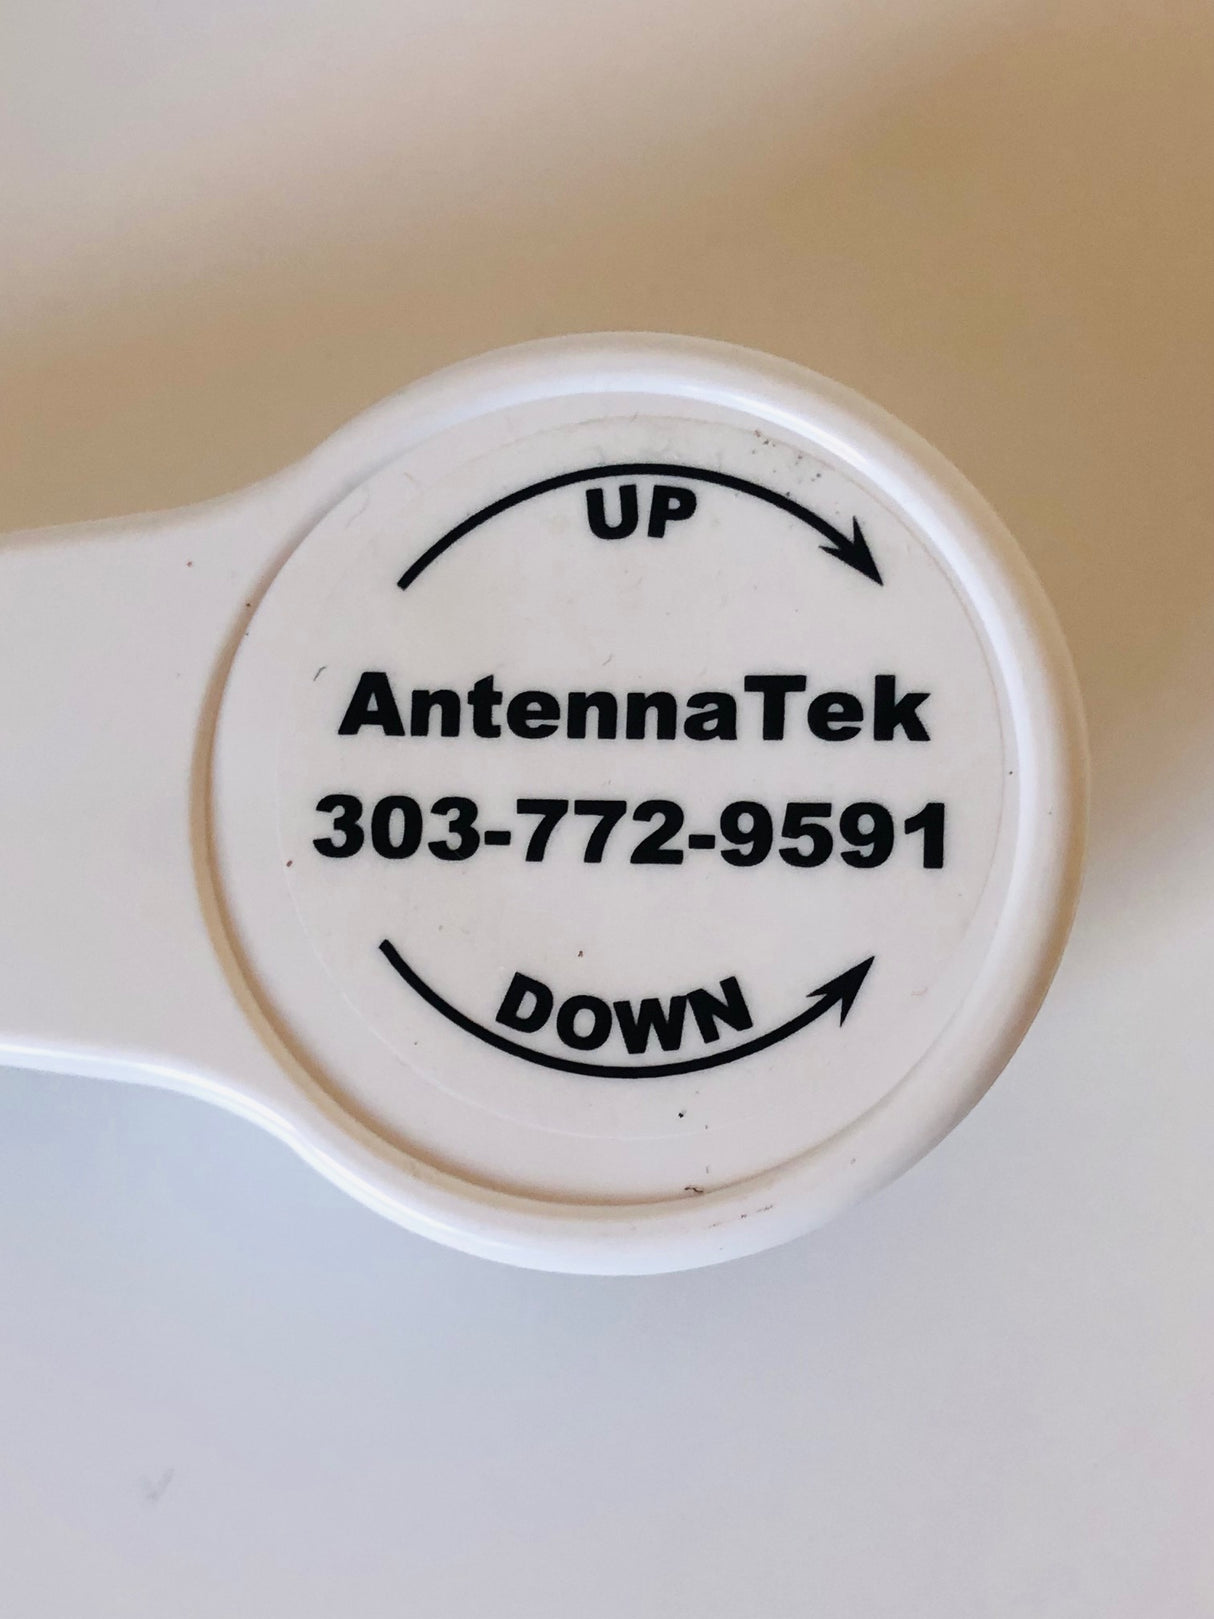 UP
AntennaTek
303-772-9591
DOWN